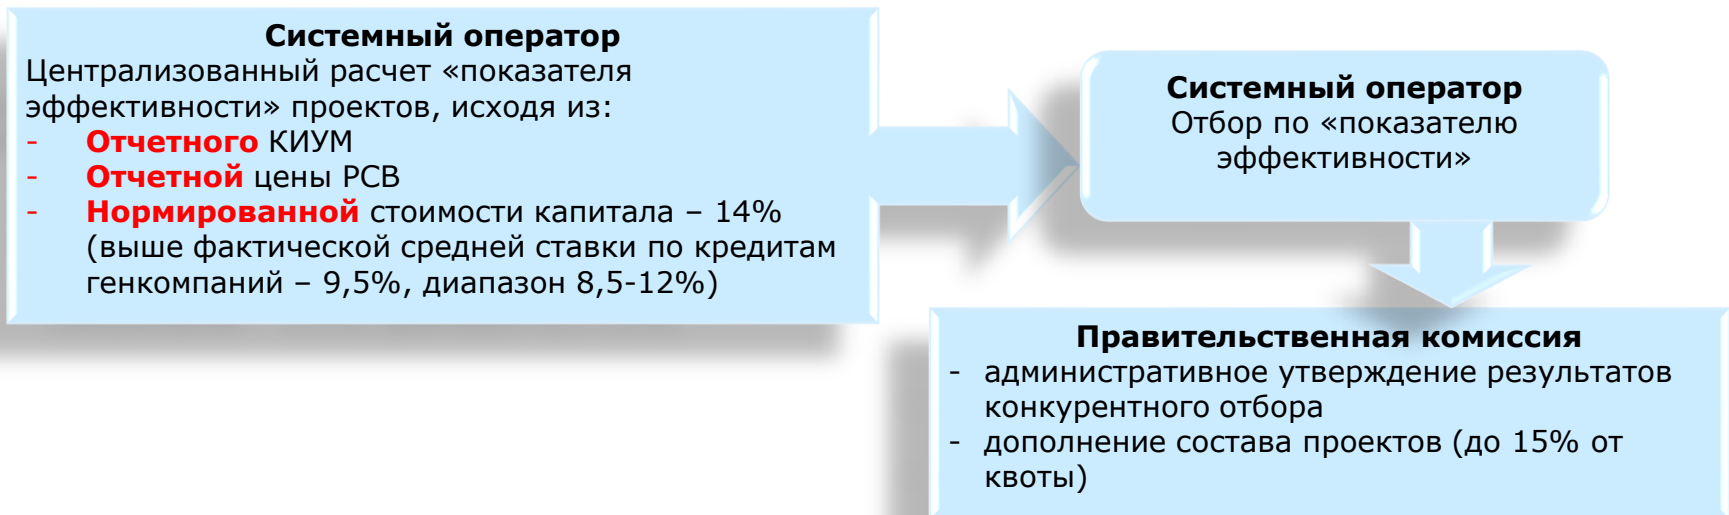 Системный оператор
Централизованный расчет «показателя
эффективности» проектов, исходя из:
- Отчетного КИУМ
- Отчетной цены РСВ
- Нормированной стоимости капитала – 14%
(выше фактической средней ставки по кредитам
генкомпаний – 9,5%, диапазон 8,5-12%)
Системный оператор
Отбор по «показателю
эффективности»
Правительственная комиссия
- административное утверждение результатов
конкурентного отбора
- дополнение состава проектов (до 15% от
квоты)